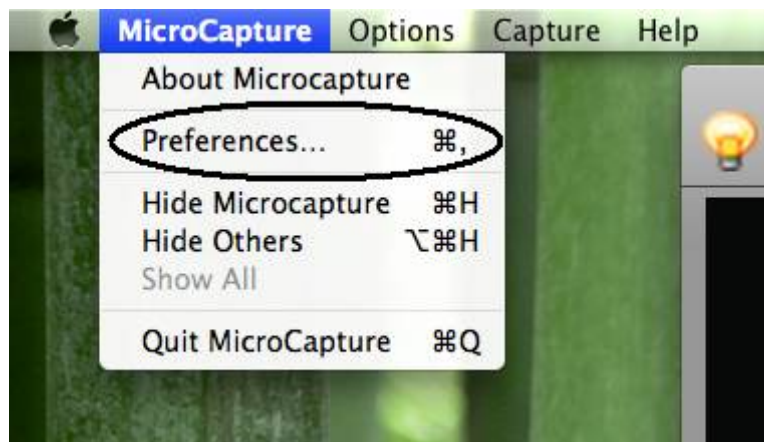 MicroCapture Options Capture Help
About Microcapture
Preferences... ⌘,
Hide Microcapture ⌘H
Hide Others ⌥⌘H
Show All
Quit MicroCapture ⌘Q